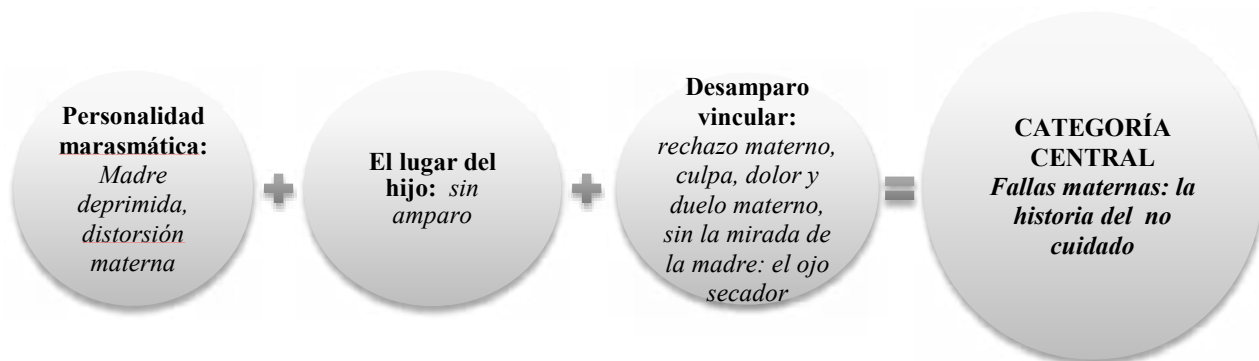 Personalidad
marasmática:
Madre
deprimida,
distorsión
materna
El lugar del
hijo: sin
amparo
Desamparo
vincular:
rechazo materno,
culpa, dolor y
duelo materno,
sin la mirada de
la madre: el ojo
secador
CATEGORÍA
CENTRAL
Fallas maternas: la
historia del no
cuidado